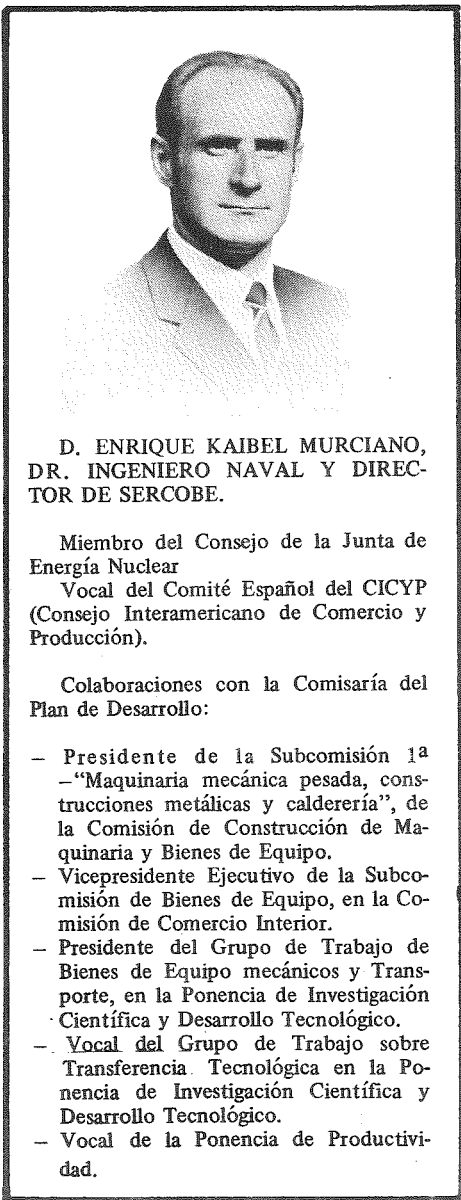 D. ENRIQUE KAIBEL MURCIANO,
DR. INGENIERO NAVAL Y DIREC-
TOR DE SERCOBE.
Miembro del Consejo de la Junta de
Energía Nuclear
Vocal del Comité Español del CICYP
(Consejo Interamericano de Comercio y
Producción).
Colaboraciones con la Comisaría del
Plan de Desarrollo:
– Presidente de la Subcomisión 1ª
–“Maquinaria mecánica pesada, cons-
trucciones metálicas y calderería”, de
la Comisión de Construcción de Ma-
quinaria y Bienes de Equipo.
– Vicepresidente Ejecutivo de la Subco-
misión de Bienes de Equipo, en la Co-
misión de Comercio Interior.
– Presidente del Grupo de Trabajo de
Bienes de Equipo mecánicos y Trans-
porte, en la Ponencia de Investigación
Científica y Desarrollo Tecnológico.
– Vocal del Grupo de Trabajo sobre
Transferencia Tecnológica en la Po-
nencia de Investigación Científica y
Desarrollo Tecnológico.
– Vocal de la Ponencia de Productivi-
dad.